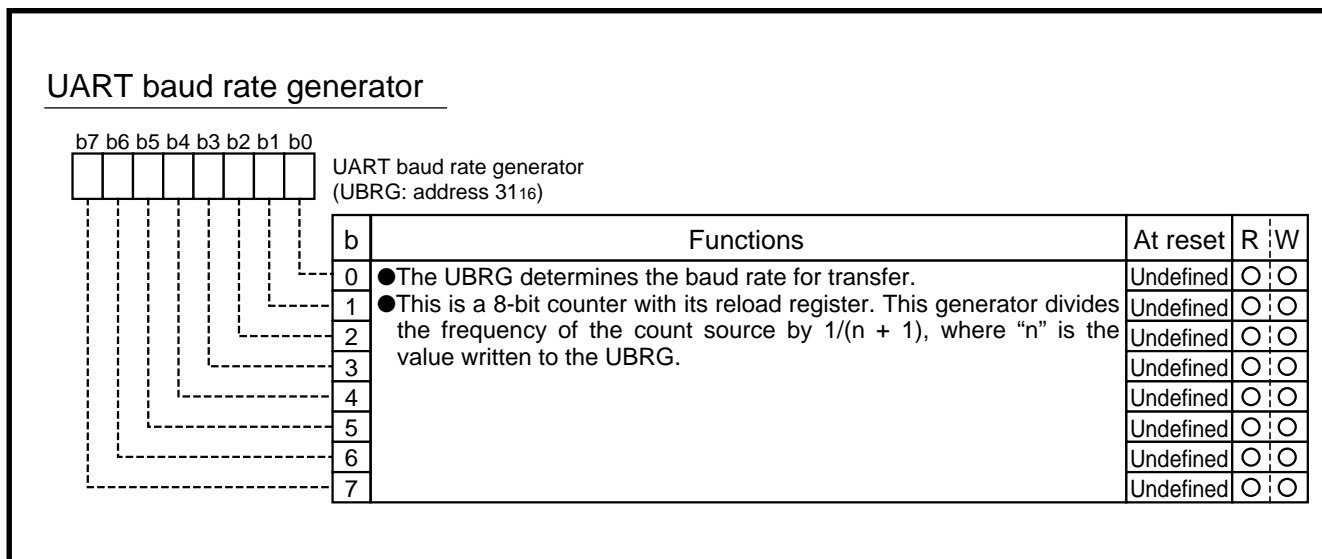 UART baud rate generator
b7 b6 b5 b4 b3 b2 b1 b0
UART baud rate generator
(UBRG: address 3116)
b Functions At reset R W
0 ●The UBRG determines the baud rate for transfer. Undefined ○ ○
1 ●This is a 8-bit counter with its reload register. This generator divides Undefined ○ ○
2 the frequency of the count source by 1/(n + 1), where “n” is the Undefined ○ ○
3 value written to the UBRG. Undefined ○ ○
4 Undefined ○ ○
5 Undefined ○ ○
6 Undefined ○ ○
7 Undefined ○ ○